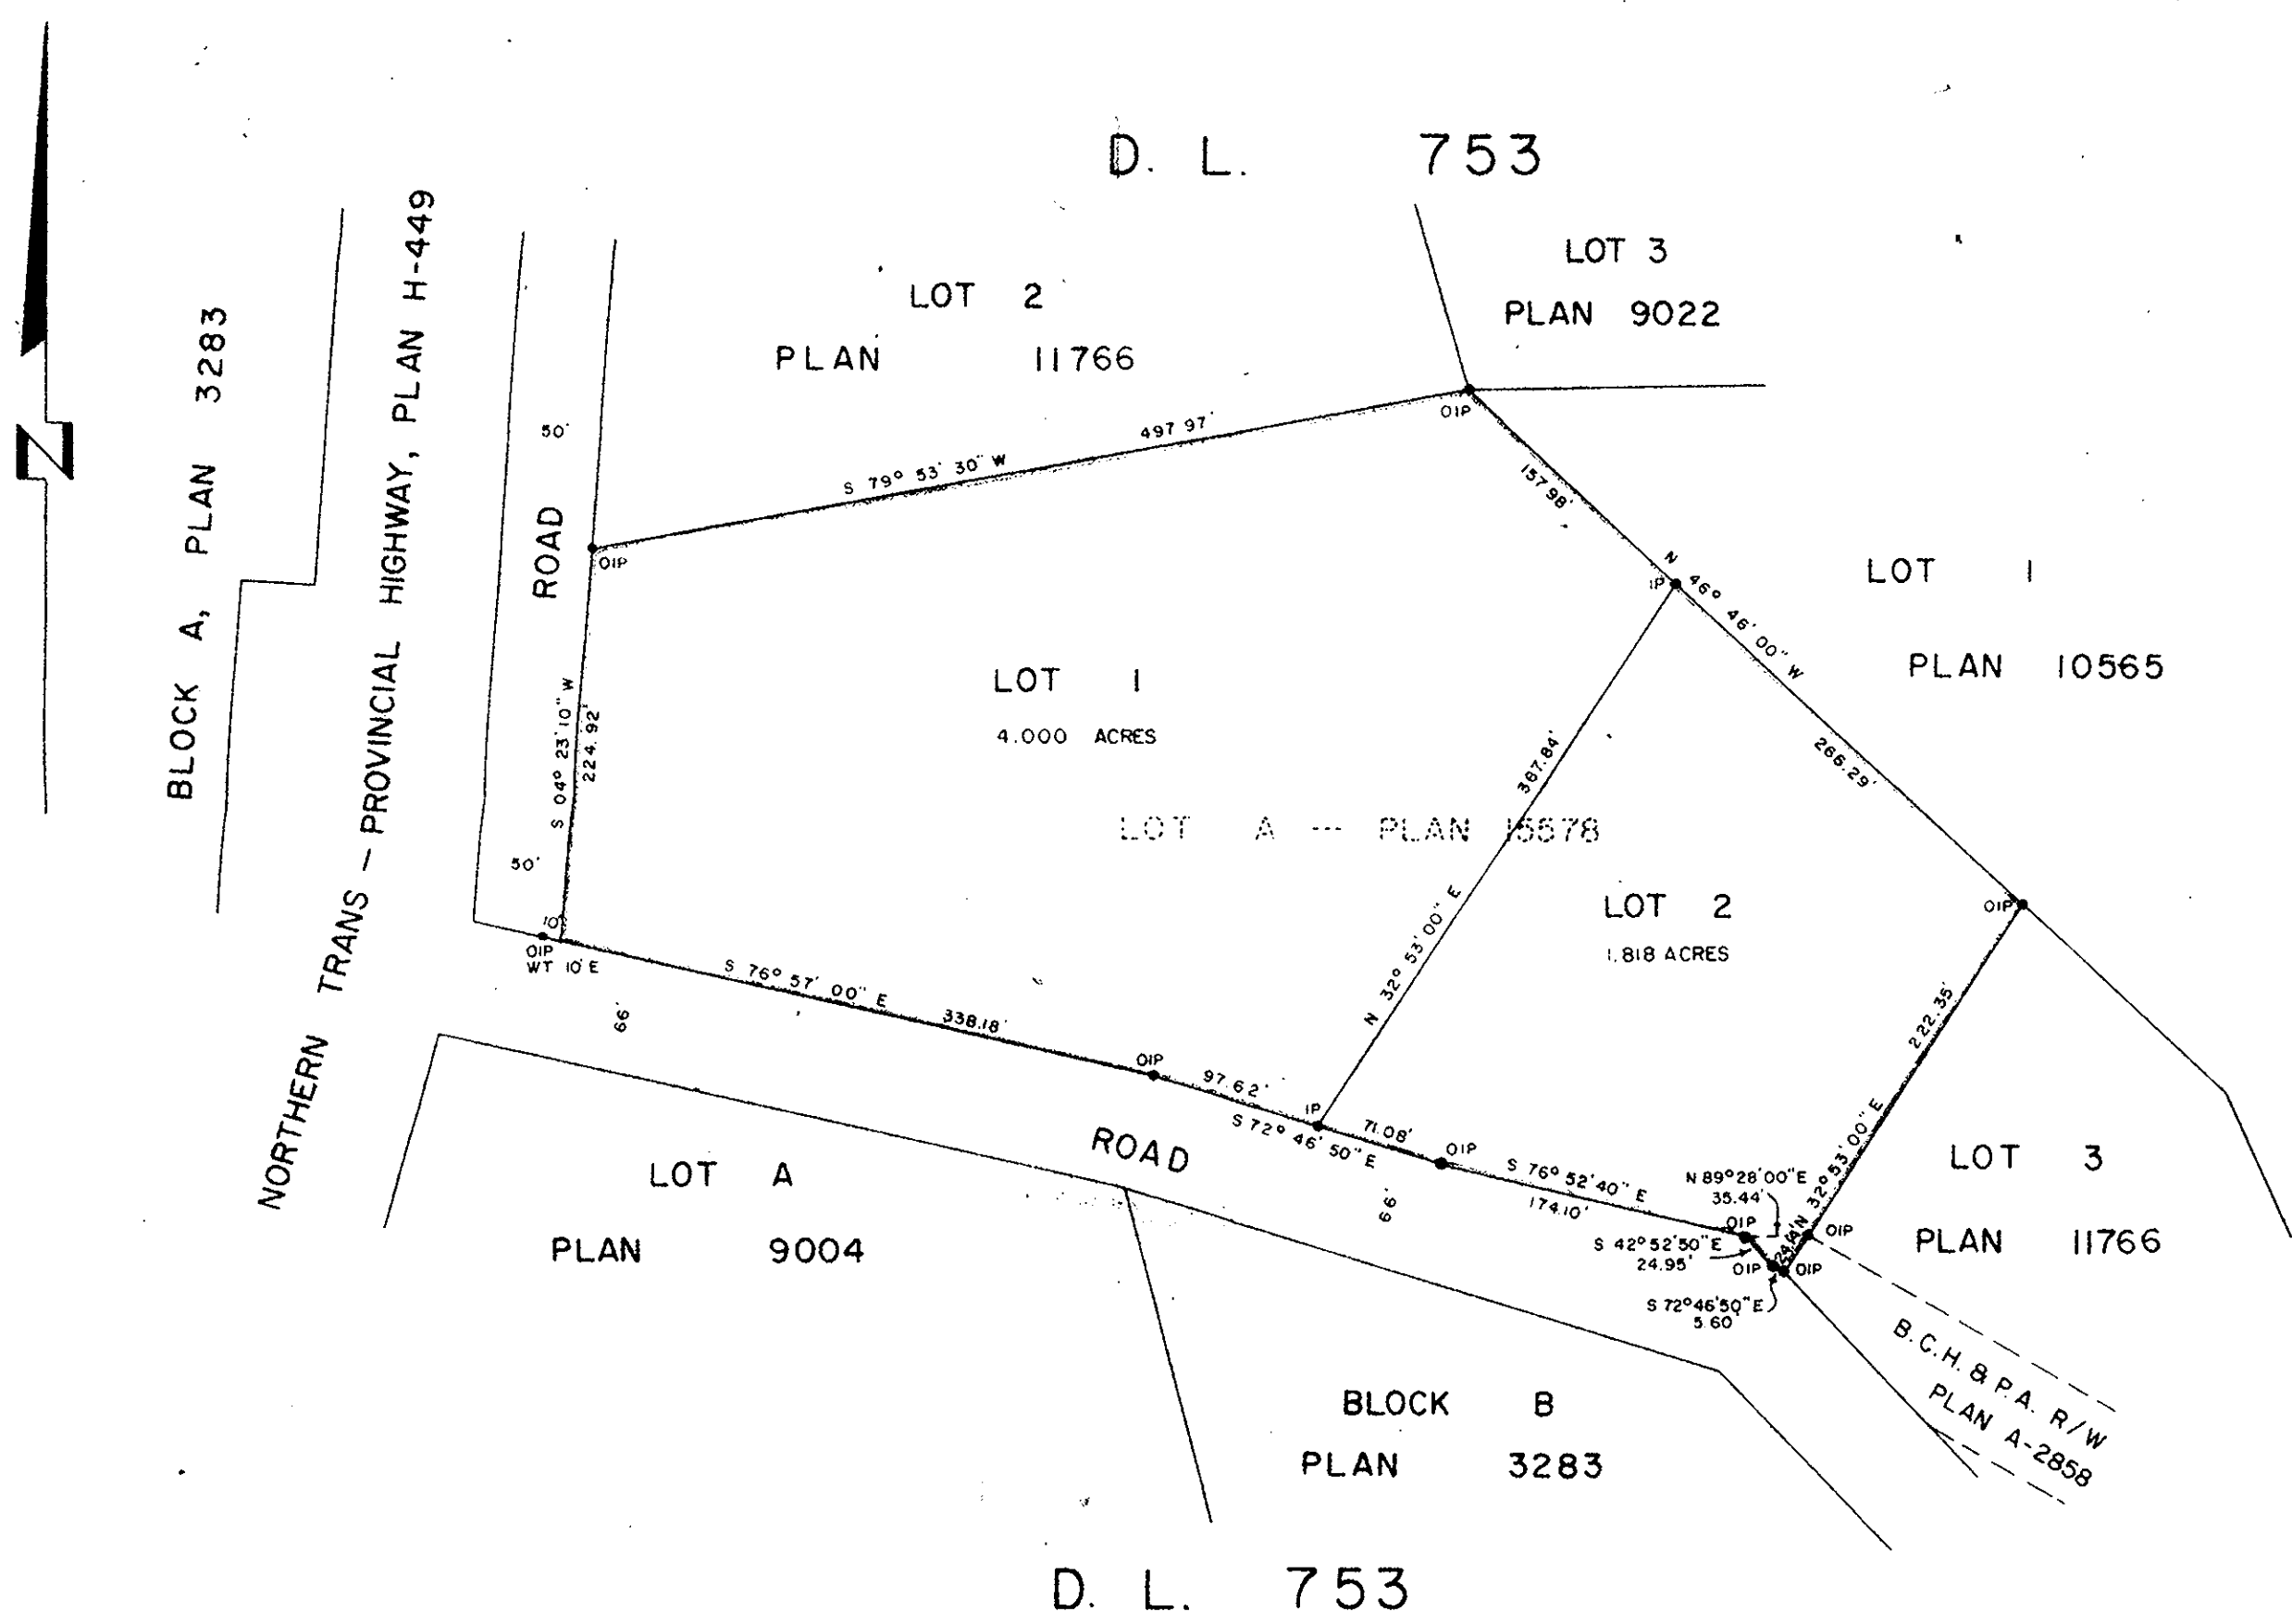 D. L. 753
LOT 3
PLAN 9022
LOT 2
PLAN 11766
BLOCK A, PLAN 3283
NORTHERN TRANS - PROVINCIAL HIGHWAY, PLAN H-449
50'
ROAD
50'
10'
OIP
WT 10' E
OIP
S 79° 53' 30" W
497.97'
OIP
157.98'
IP
N 46° 46' 00" W
266.29'
OIP
LOT 1
PLAN 10565
S 04° 23' 10" W
224.92'
LOT 1
4.000 ACRES
LOT A --- PLAN 15578
N 32° 53' 00" E
367.84'
LOT 2
1.818 ACRES
222.35'
N 32° 53' 00" E
24.14'
S 76° 57' 00" E
338.18'
66'
OIP
97.62'
IP
S 72° 46' 50" E
71.08'
OIP
S 76° 52' 40" E
174.10'
N 89° 28' 00" E
35.44'
OIP
OIP
S 42° 52' 50" E
24.95'
OIP
OIP
S 72° 46' 50" E
5.60'
ROAD
66'
LOT A
PLAN 9004
LOT 3
PLAN 11766
B.C.H. & P.A. R/W
PLAN A-2858
BLOCK B
PLAN 3283
D. L. 753
N